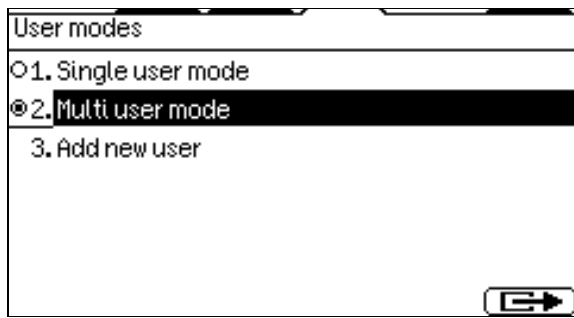 User modes
1. Single user mode
2. Multi user mode
3. Add new user